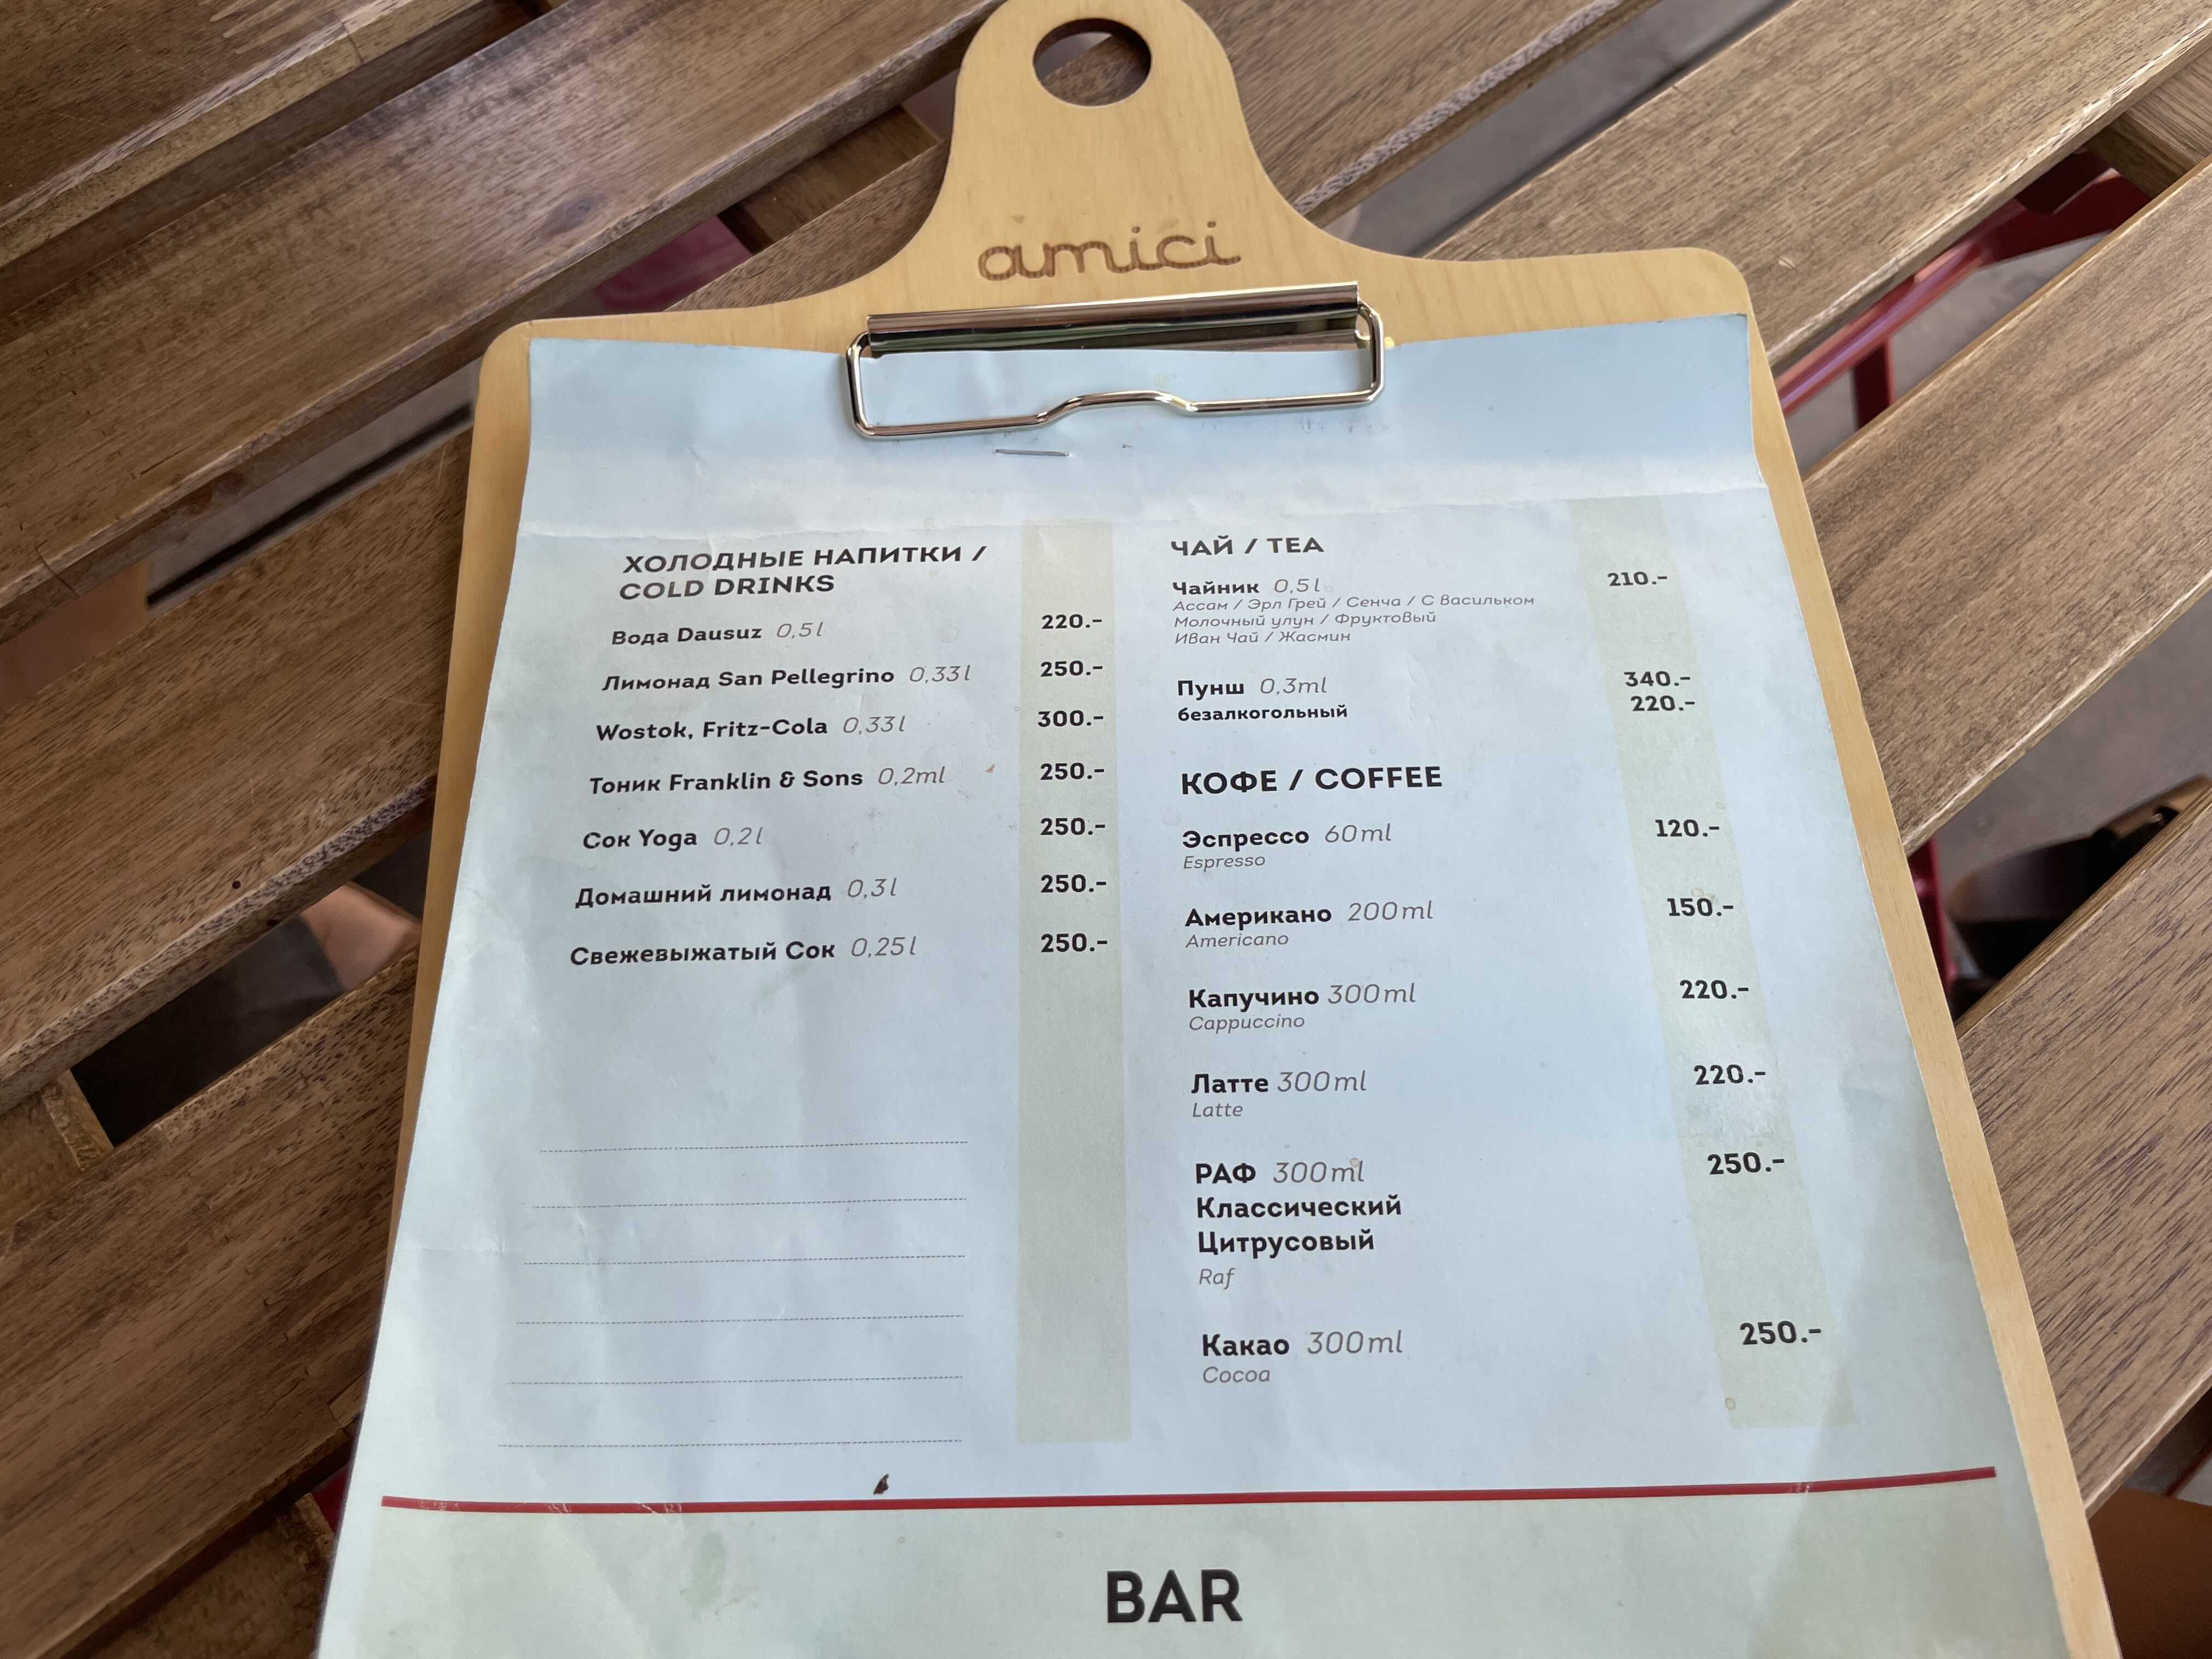 amici
ХОЛОДНЫЕ НАПИТКИ /
COLD DRINKS
Вода Dausuz 0,5l 220.-
Лимонад San Pellegrino 0,33l 250.-
Wostok, Fritz-Cola 0,33l 300.-
Тоник Franklin & Sons 0,2ml 250.-
Сок Yoga 0,2l 250.-
Домашний лимонад 0,3l 250.-
Свежевыжатый Сок 0,25l 250.-
ЧАЙ / TEA
Чайник 0,5l 210.-
Ассам / Эрл Грей / Сенча / С Васильком
Молочный улун / Фруктовый
Иван Чай / Жасмин
Пунш 0,3ml 340.-
безалкогольный 220.-
КОФЕ / COFFEE
Эспрессо 60ml 120.-
Espresso
Американо 200ml 150.-
Americano
Капучино 300ml 220.-
Cappuccino
Латте 300ml 220.-
Latte
РАФ 300ml 250.-
Классический
Цитрусовый
Raf
Какао 300ml 250.-
Cocoa
BAR